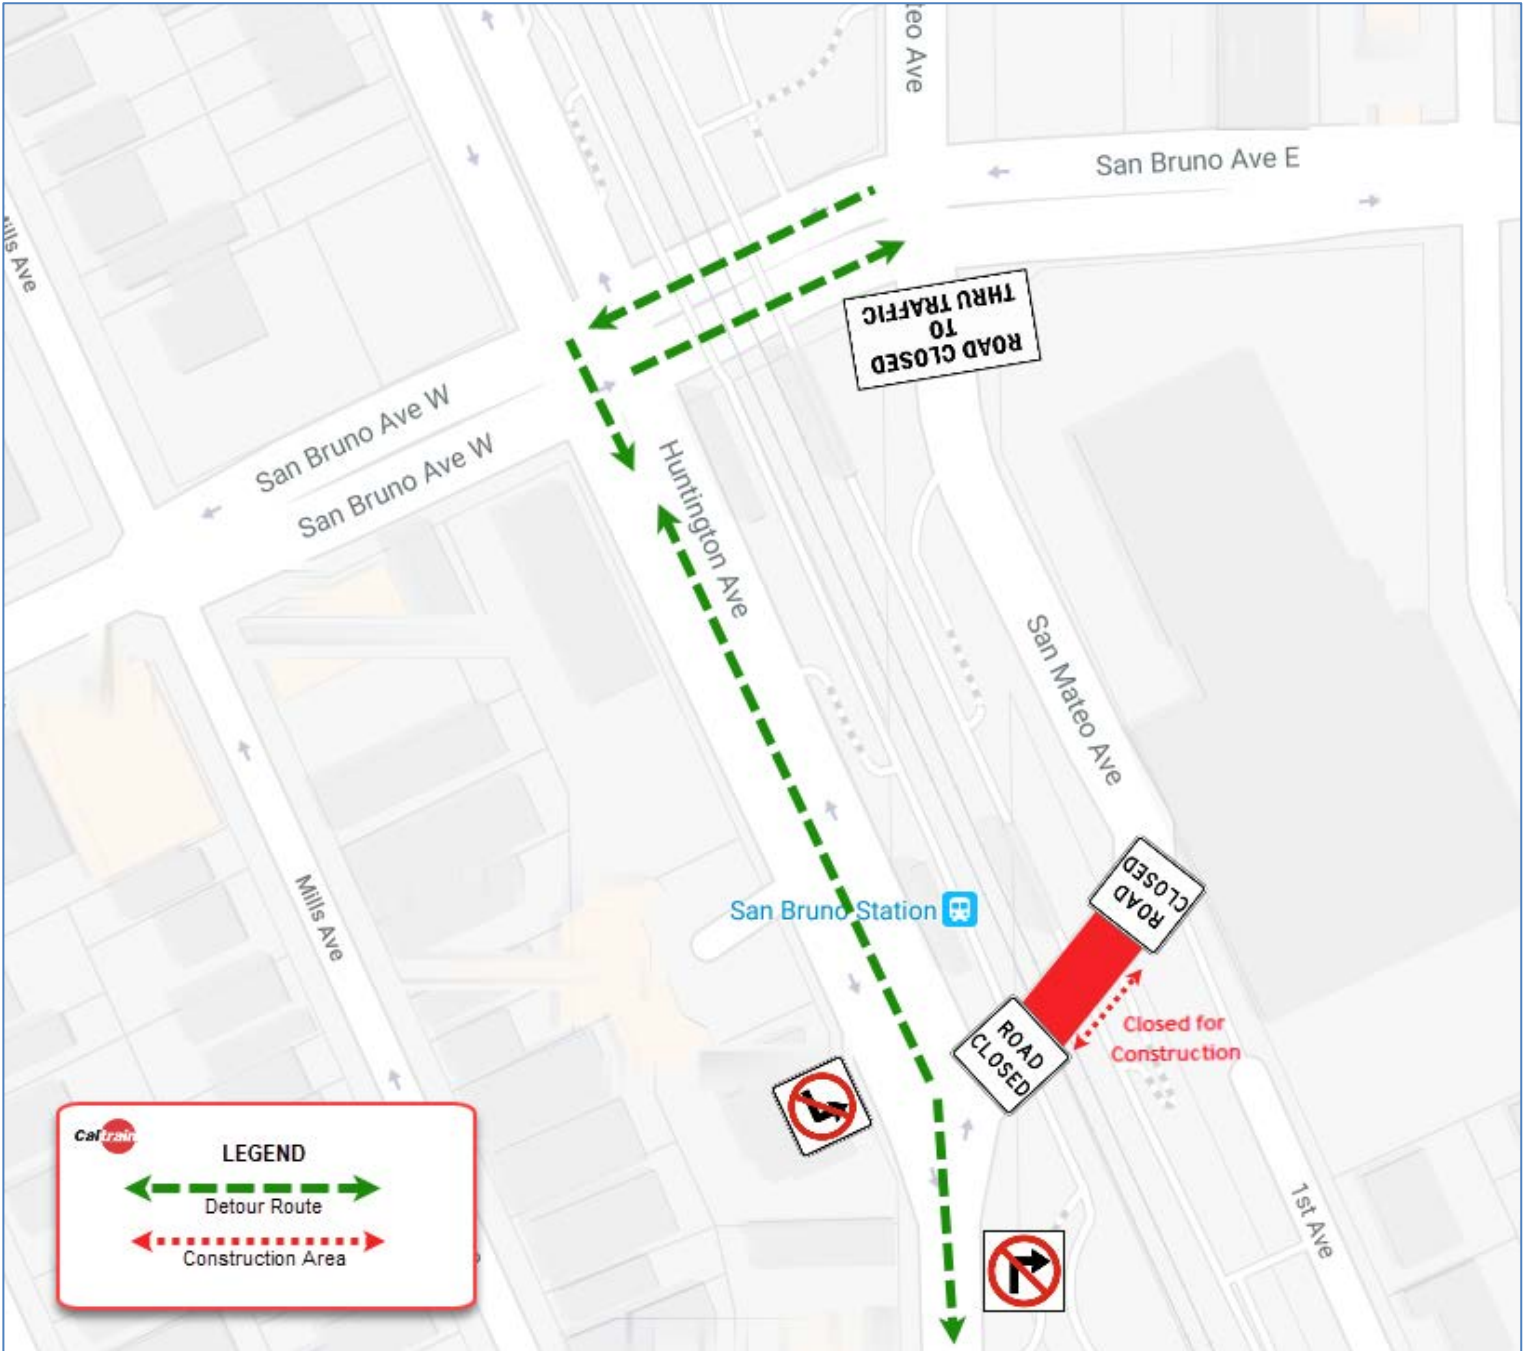 teo Ave
San Bruno Ave E
ills Ave
ROAD CLOSED
TO
THRU TRAFFIC
San Bruno Ave W
San Bruno Ave W
Huntington Ave
San Mateo Ave
ROAD
CLOSED
San Bruno Station
Mills Ave
ROAD
CLOSED
Closed for
Construction
1st Ave
Caltrain
LEGEND
Detour Route
Construction Area